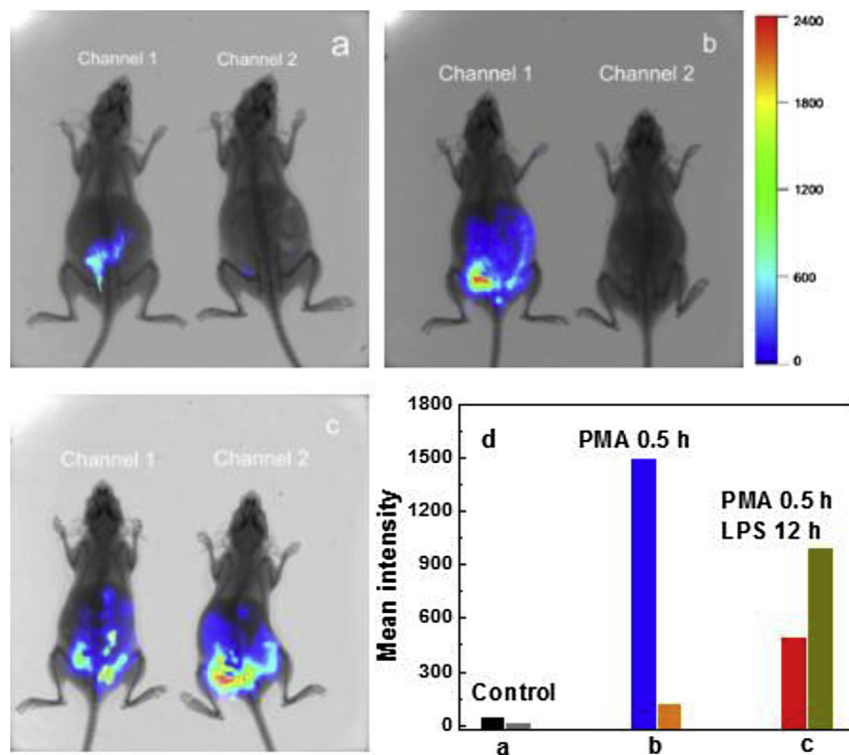 a
Channel 1 Channel 2
b
Channel 1 Channel 2
2400
1800
1200
600
0
c
Channel 1 Channel 2
d
1800
1500
1200
900
600
300
0
Mean intensity
Control
PMA 0.5 h
PMA 0.5 h
LPS 12 h
a b c